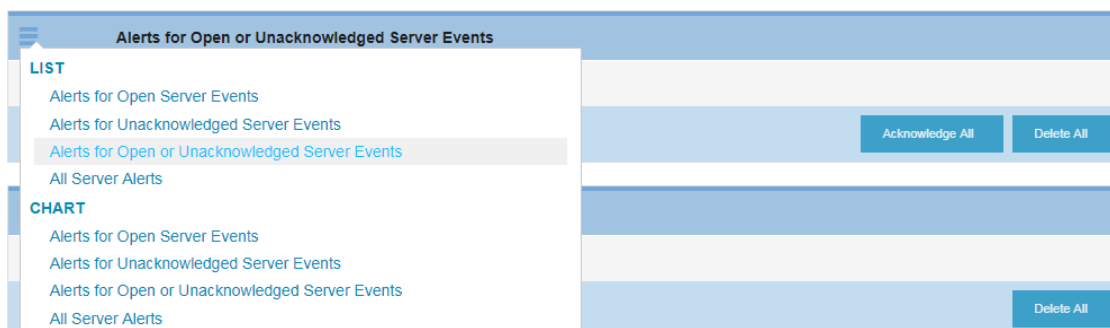 Alerts for Open or Unacknowledged Server Events
LIST
Alerts for Open Server Events
Alerts for Unacknowledged Server Events
Acknowledge All
Delete All
Alerts for Open or Unacknowledged Server Events
All Server Alerts
CHART
Alerts for Open Server Events
Alerts for Unacknowledged Server Events
Alerts for Open or Unacknowledged Server Events
Delete All
All Server Alerts